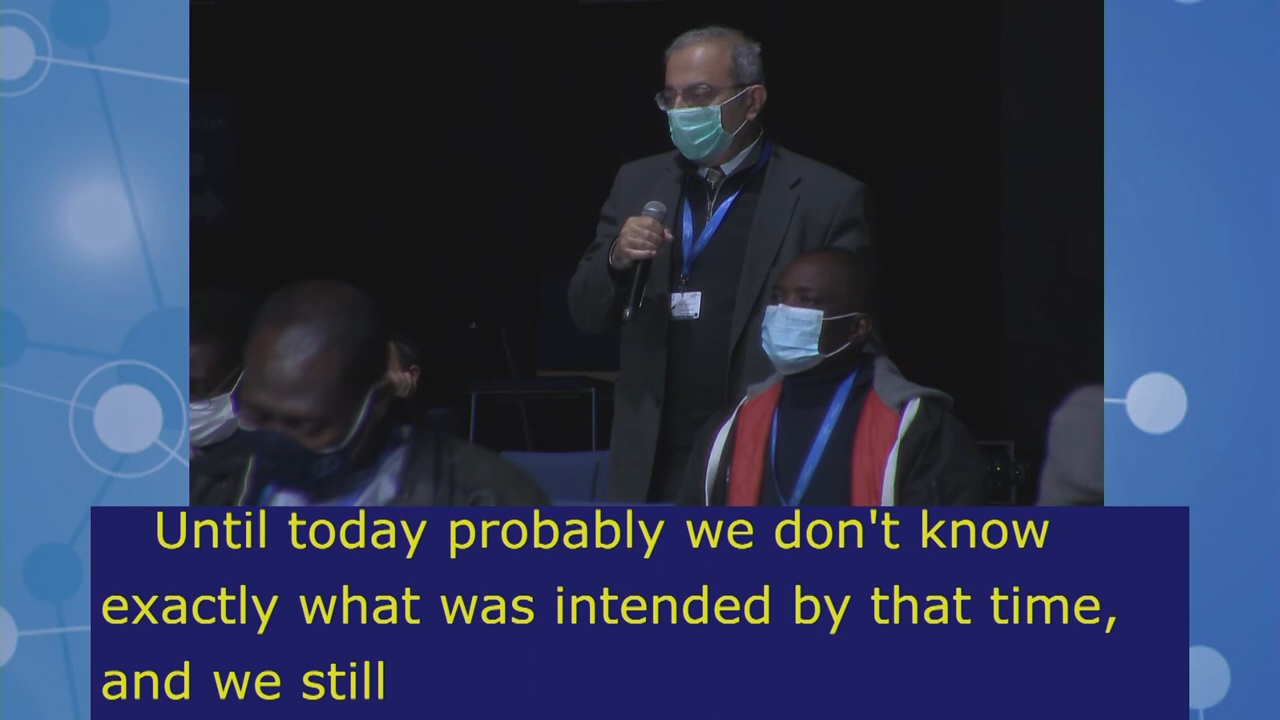 Until today probably we don't know
exactly what was intended by that time,
and we still